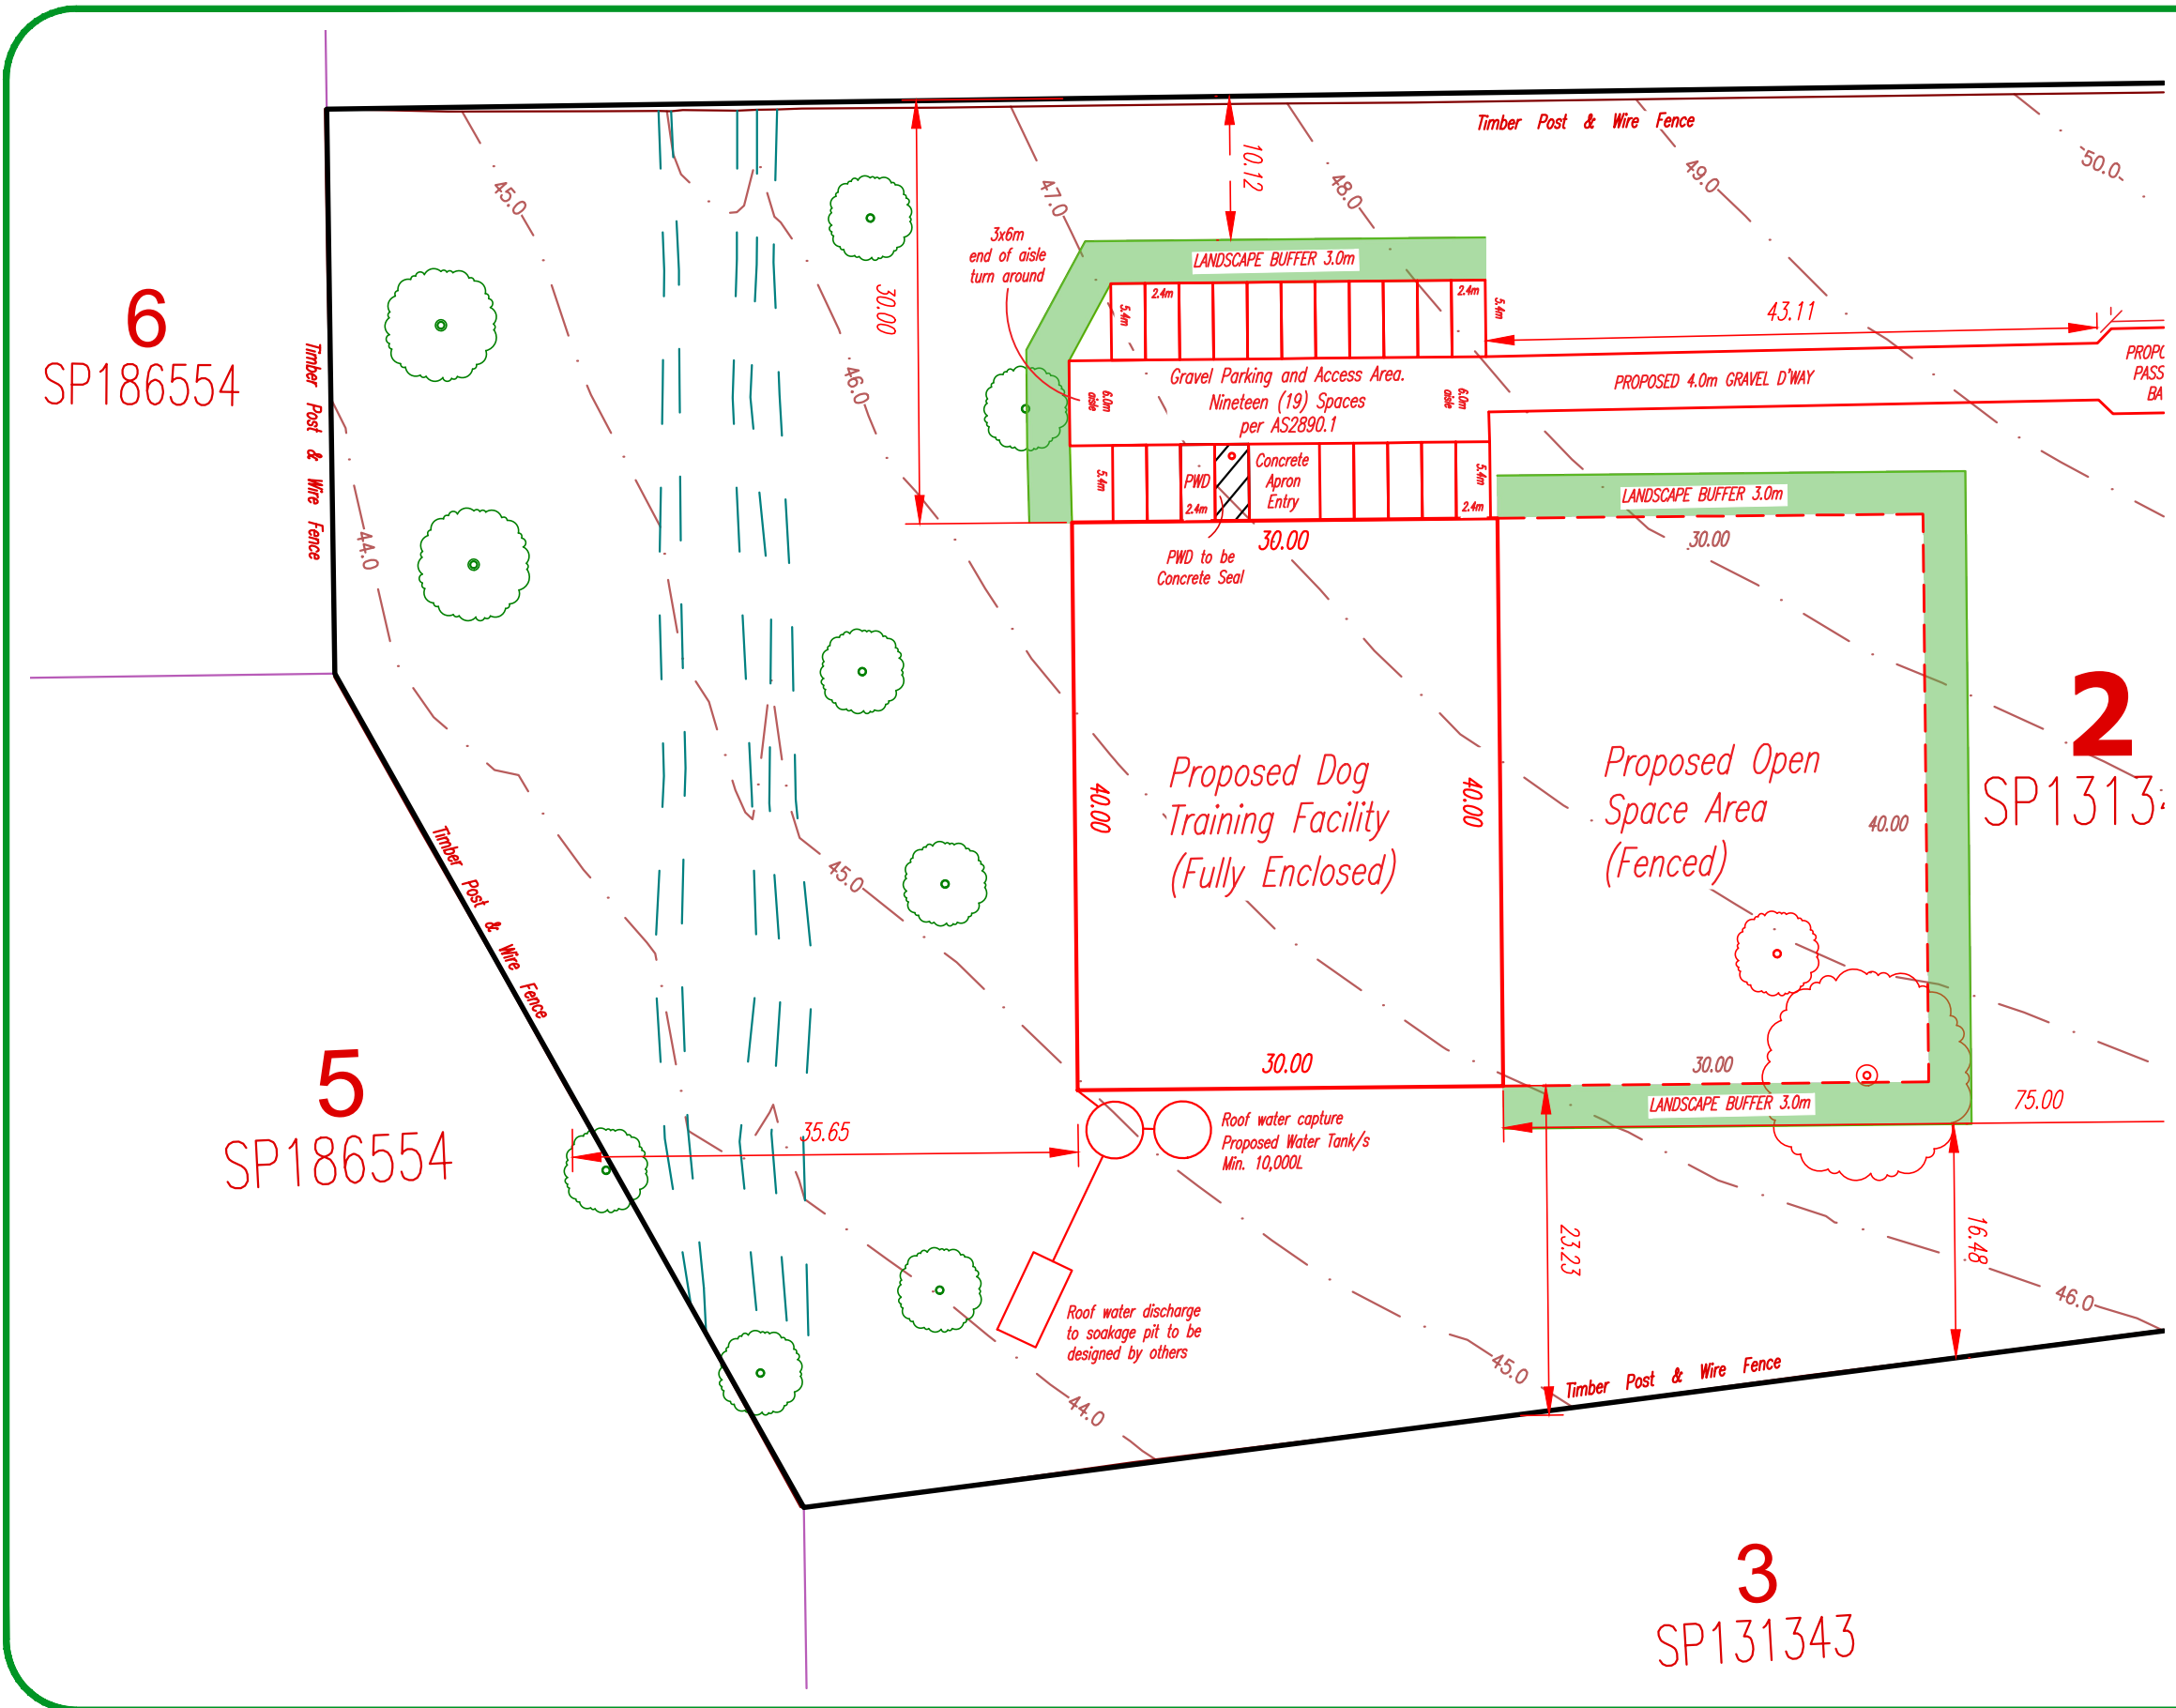 Timber Post & Wire Fence
10.12
45.0
47.0
48.0
49.0
50.0
6
SP186554
Timber Post & Wire Fence
3x6m
end of aisle
turn around
30.00
LANDSCAPE BUFFER 3.0m
5.4m
2.4m
2.4m
5.4m
43.11
46.0
6.0m
aisle
Gravel Parking and Access Area.
Nineteen (19) Spaces
per AS2890.1
6.0m
aisle
PROPOSED 4.0m GRAVEL D'WAY
PROPO
PASS
BA
5.4m
PWD
2.4m
Concrete
Apron
Entry
5.4m
2.4m
LANDSCAPE BUFFER 3.0m
44.0
PWD to be
Concrete Seal
30.00
30.00
2
SP13134
40.00
Proposed Dog
Training Facility
(Fully Enclosed)
40.00
Proposed Open
Space Area
(Fenced)
40.00
Timber Post & Wire Fence
45.0
5
SP186554
30.00
30.00
LANDSCAPE BUFFER 3.0m
75.00
35.65
Roof water capture
Proposed Water Tank/s
Min. 10,000L
23.23
16.48
Roof water discharge
to soakage pit to be
designed by others
46.0
45.0
Timber Post & Wire Fence
44.0
3
SP131343